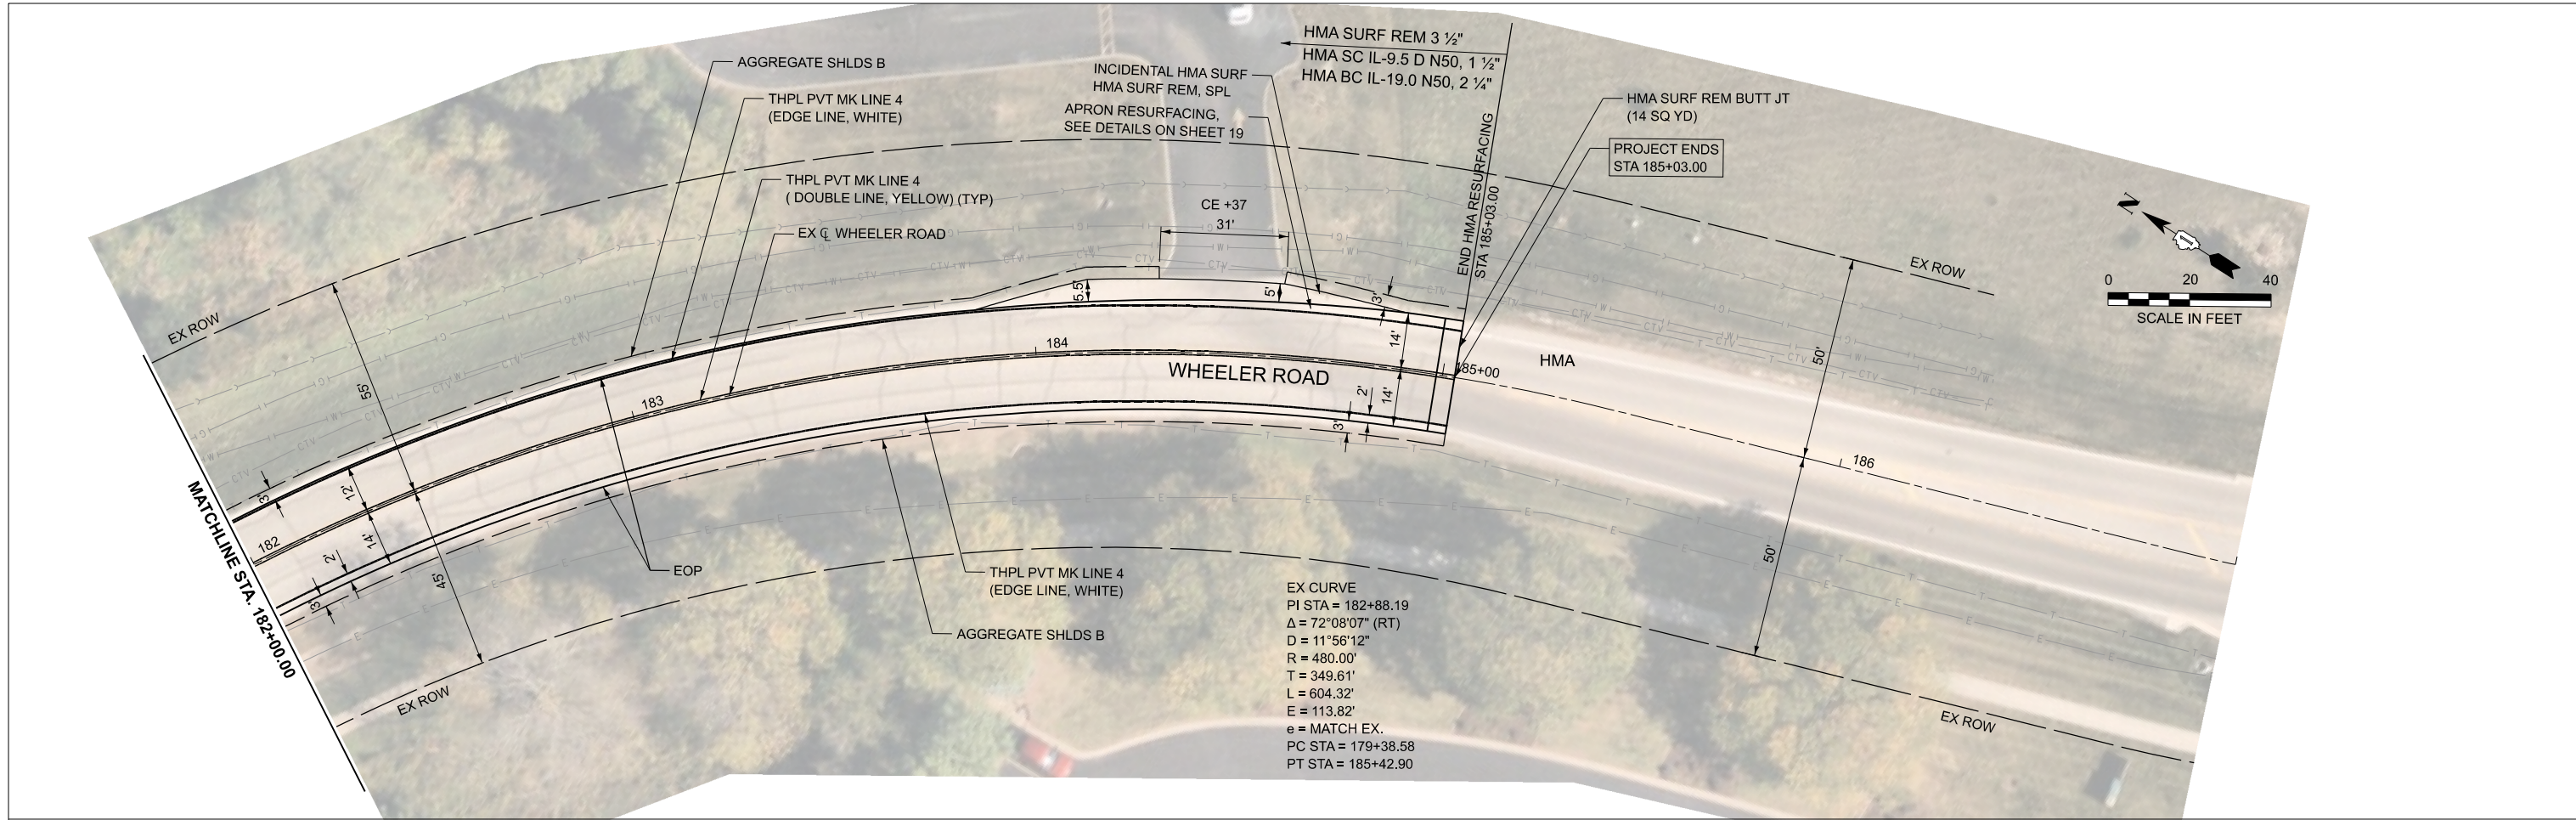 HMA SURF REM 3 ½"
HMA SC IL-9.5 D N50, 1 ½"
HMA BC IL-19.0 N50, 2 ¼"
AGGREGATE SHLDS B
INCIDENTAL HMA SURF
HMA SURF REM, SPL
APRON RESURFACING,
SEE DETAILS ON SHEET 19
THPL PVT MK LINE 4
(EDGE LINE, WHITE)
HMA SURF REM BUTT JT
(14 SQ YD)
PROJECT ENDS
STA 185+03.00
END HMA RESURFACING
STA 185+03.00
THPL PVT MK LINE 4
( DOUBLE LINE, YELLOW) (TYP)
EX ℄ WHEELER ROAD
CE +37
31'
N
0 20 40
SCALE IN FEET
EX ROW
EX ROW
5.5'
5'
3'
14'
184
WHEELER ROAD
185+00
HMA
50'
55'
183
2'
14'
3'
186
3'
12'
182
14'
2'
3'
45'
50'
MATCHLINE STA. 182+00.00
EOP
THPL PVT MK LINE 4
(EDGE LINE, WHITE)
AGGREGATE SHLDS B
EX ROW
EX ROW
EX CURVE
PI STA = 182+88.19
Δ = 72°08'07" (RT)
D = 11°56'12"
R = 480.00'
T = 349.61'
L = 604.32'
E = 113.82'
e = MATCH EX.
PC STA = 179+38.58
PT STA = 185+42.90